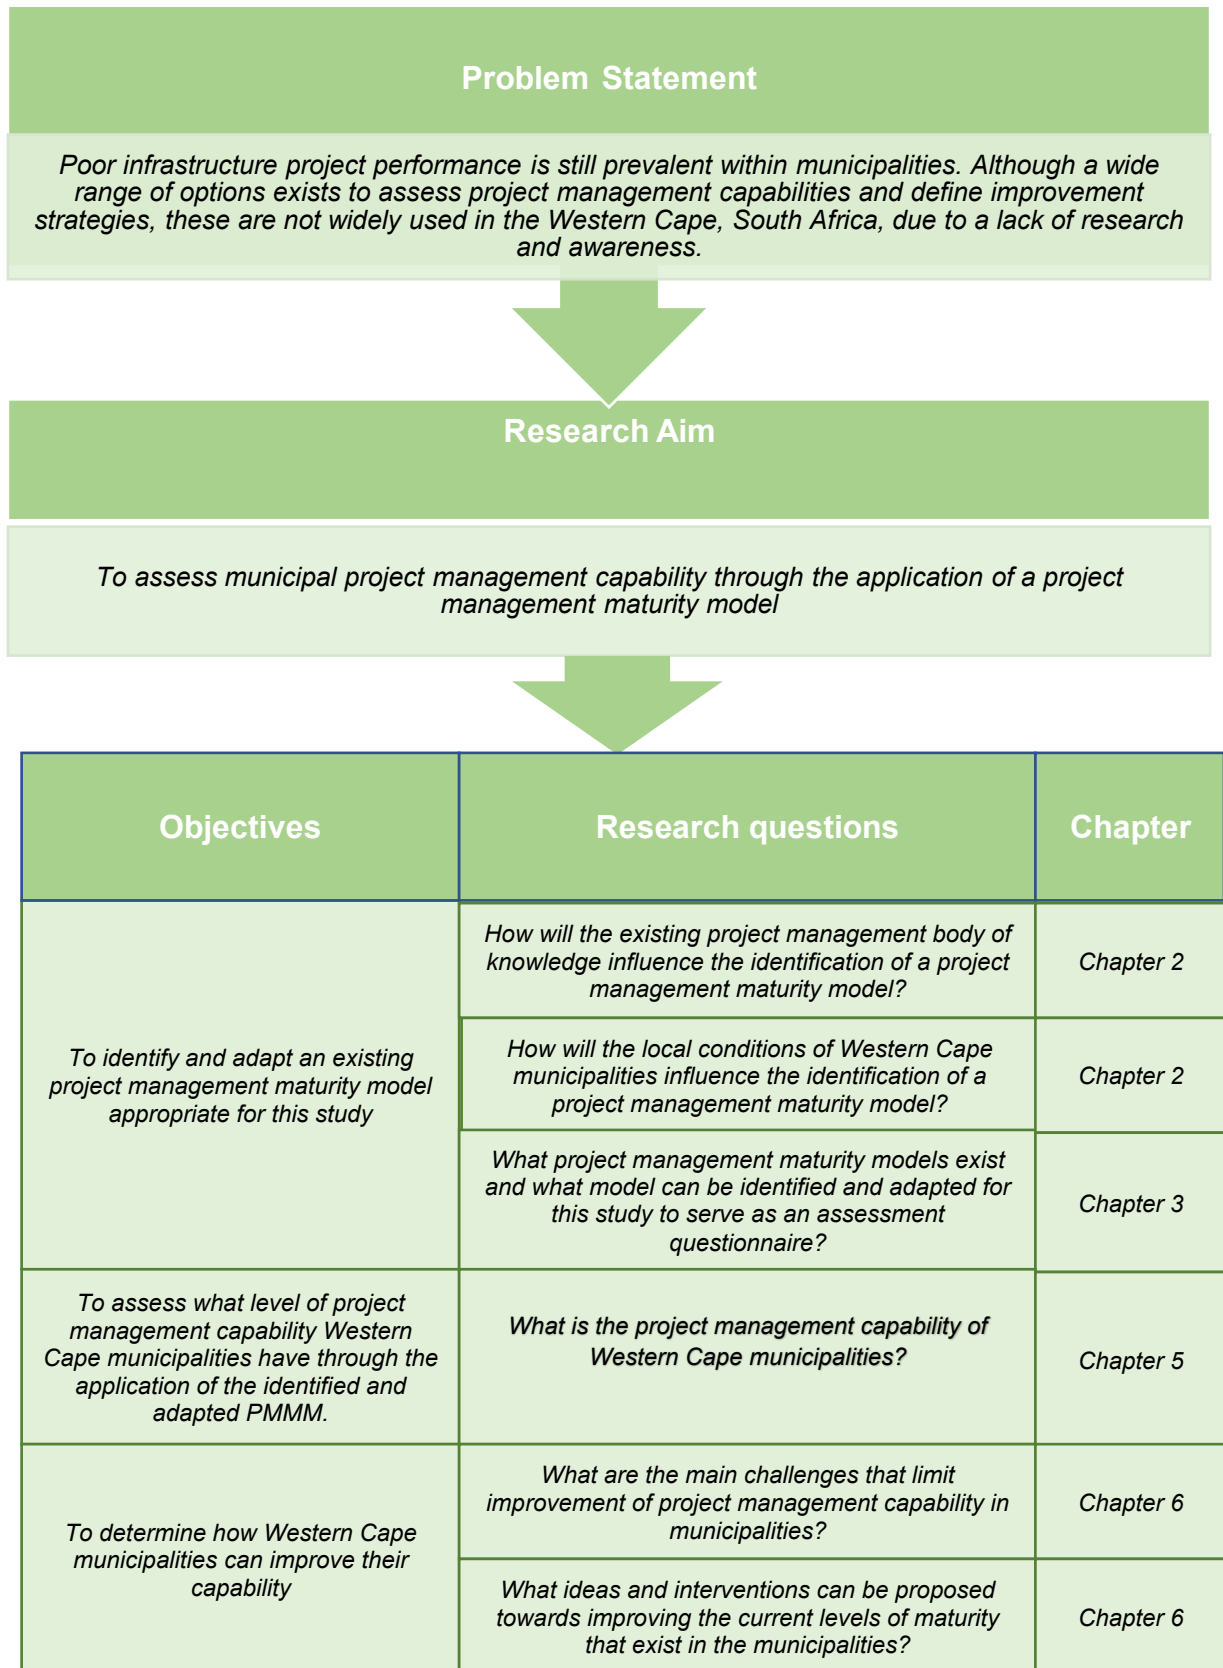 Problem Statement
Poor infrastructure project performance is still prevalent within municipalities. Although a wide
range of options exists to assess project management capabilities and define improvement
strategies, these are not widely used in the Western Cape, South Africa, due to a lack of research
and awareness.
Research Aim
To assess municipal project management capability through the application of a project
management maturity model
Objectives
Research questions
Chapter
To identify and adapt an existing
project management maturity model
appropriate for this study
How will the existing project management body of
knowledge influence the identification of a project
management maturity model?
Chapter 2
How will the local conditions of Western Cape
municipalities influence the identification of a
project management maturity model?
Chapter 2
What project management maturity models exist
and what model can be identified and adapted for
this study to serve as an assessment
questionnaire?
Chapter 3
To assess what level of project
management capability Western
Cape municipalities have through the
application of the identified and
adapted PMMM.
What is the project management capability of
Western Cape municipalities?
Chapter 5
To determine how Western Cape
municipalities can improve their
capability
What are the main challenges that limit
improvement of project management capability in
municipalities?
Chapter 6
What ideas and interventions can be proposed
towards improving the current levels of maturity
that exist in the municipalities?
Chapter 6